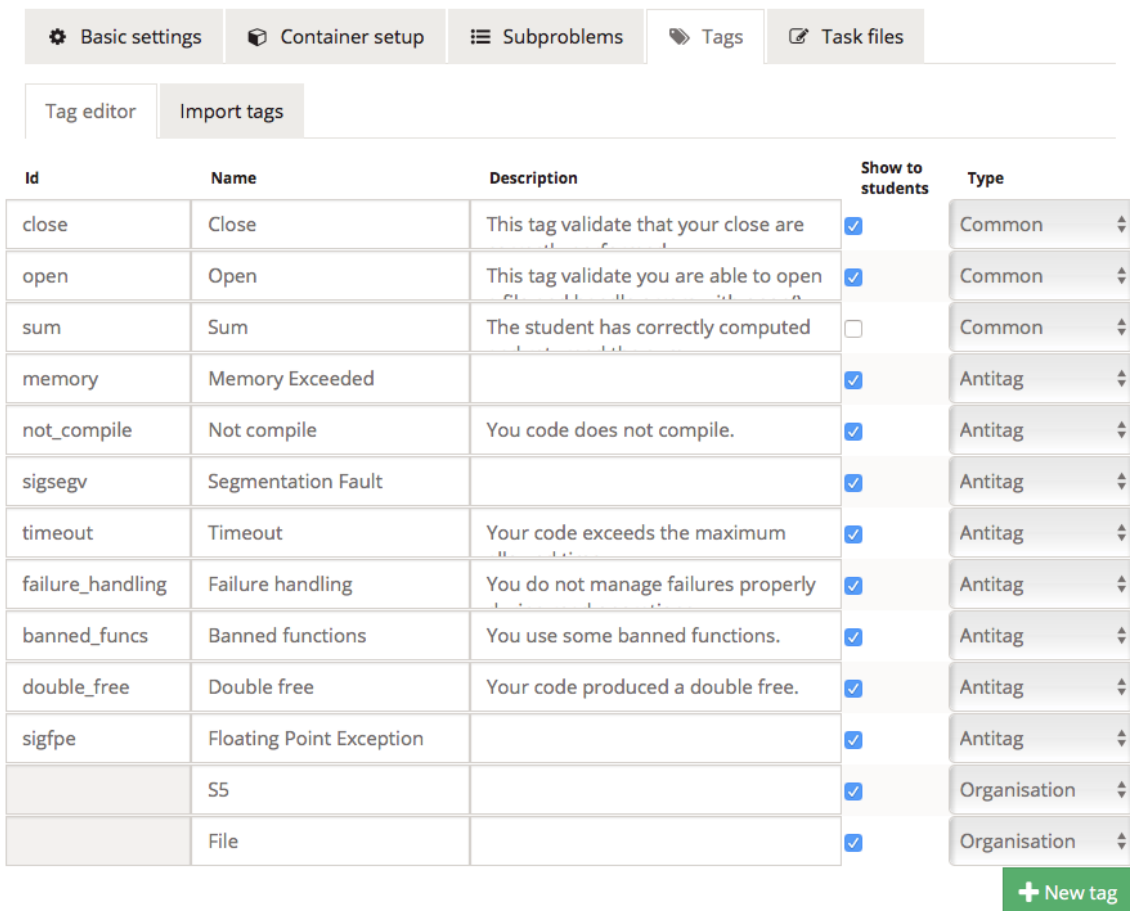 Basic settings Container setup Subproblems Tags Task files
Tag editor Import tags
Id Name Description Show to students Type
close Close This tag validate that your close are Common
open Open This tag validate you are able to open Common
sum Sum The student has correctly computed Common
memory Memory Exceeded Antitag
not_compile Not compile You code does not compile. Antitag
sigsegv Segmentation Fault Antitag
timeout Timeout Your code exceeds the maximum Antitag
failure_handling Failure handling You do not manage failures properly Antitag
banned_funcs Banned functions You use some banned functions. Antitag
double_free Double free Your code produced a double free. Antitag
sigfpe Floating Point Exception Antitag
S5 Organisation
File Organisation
New tag